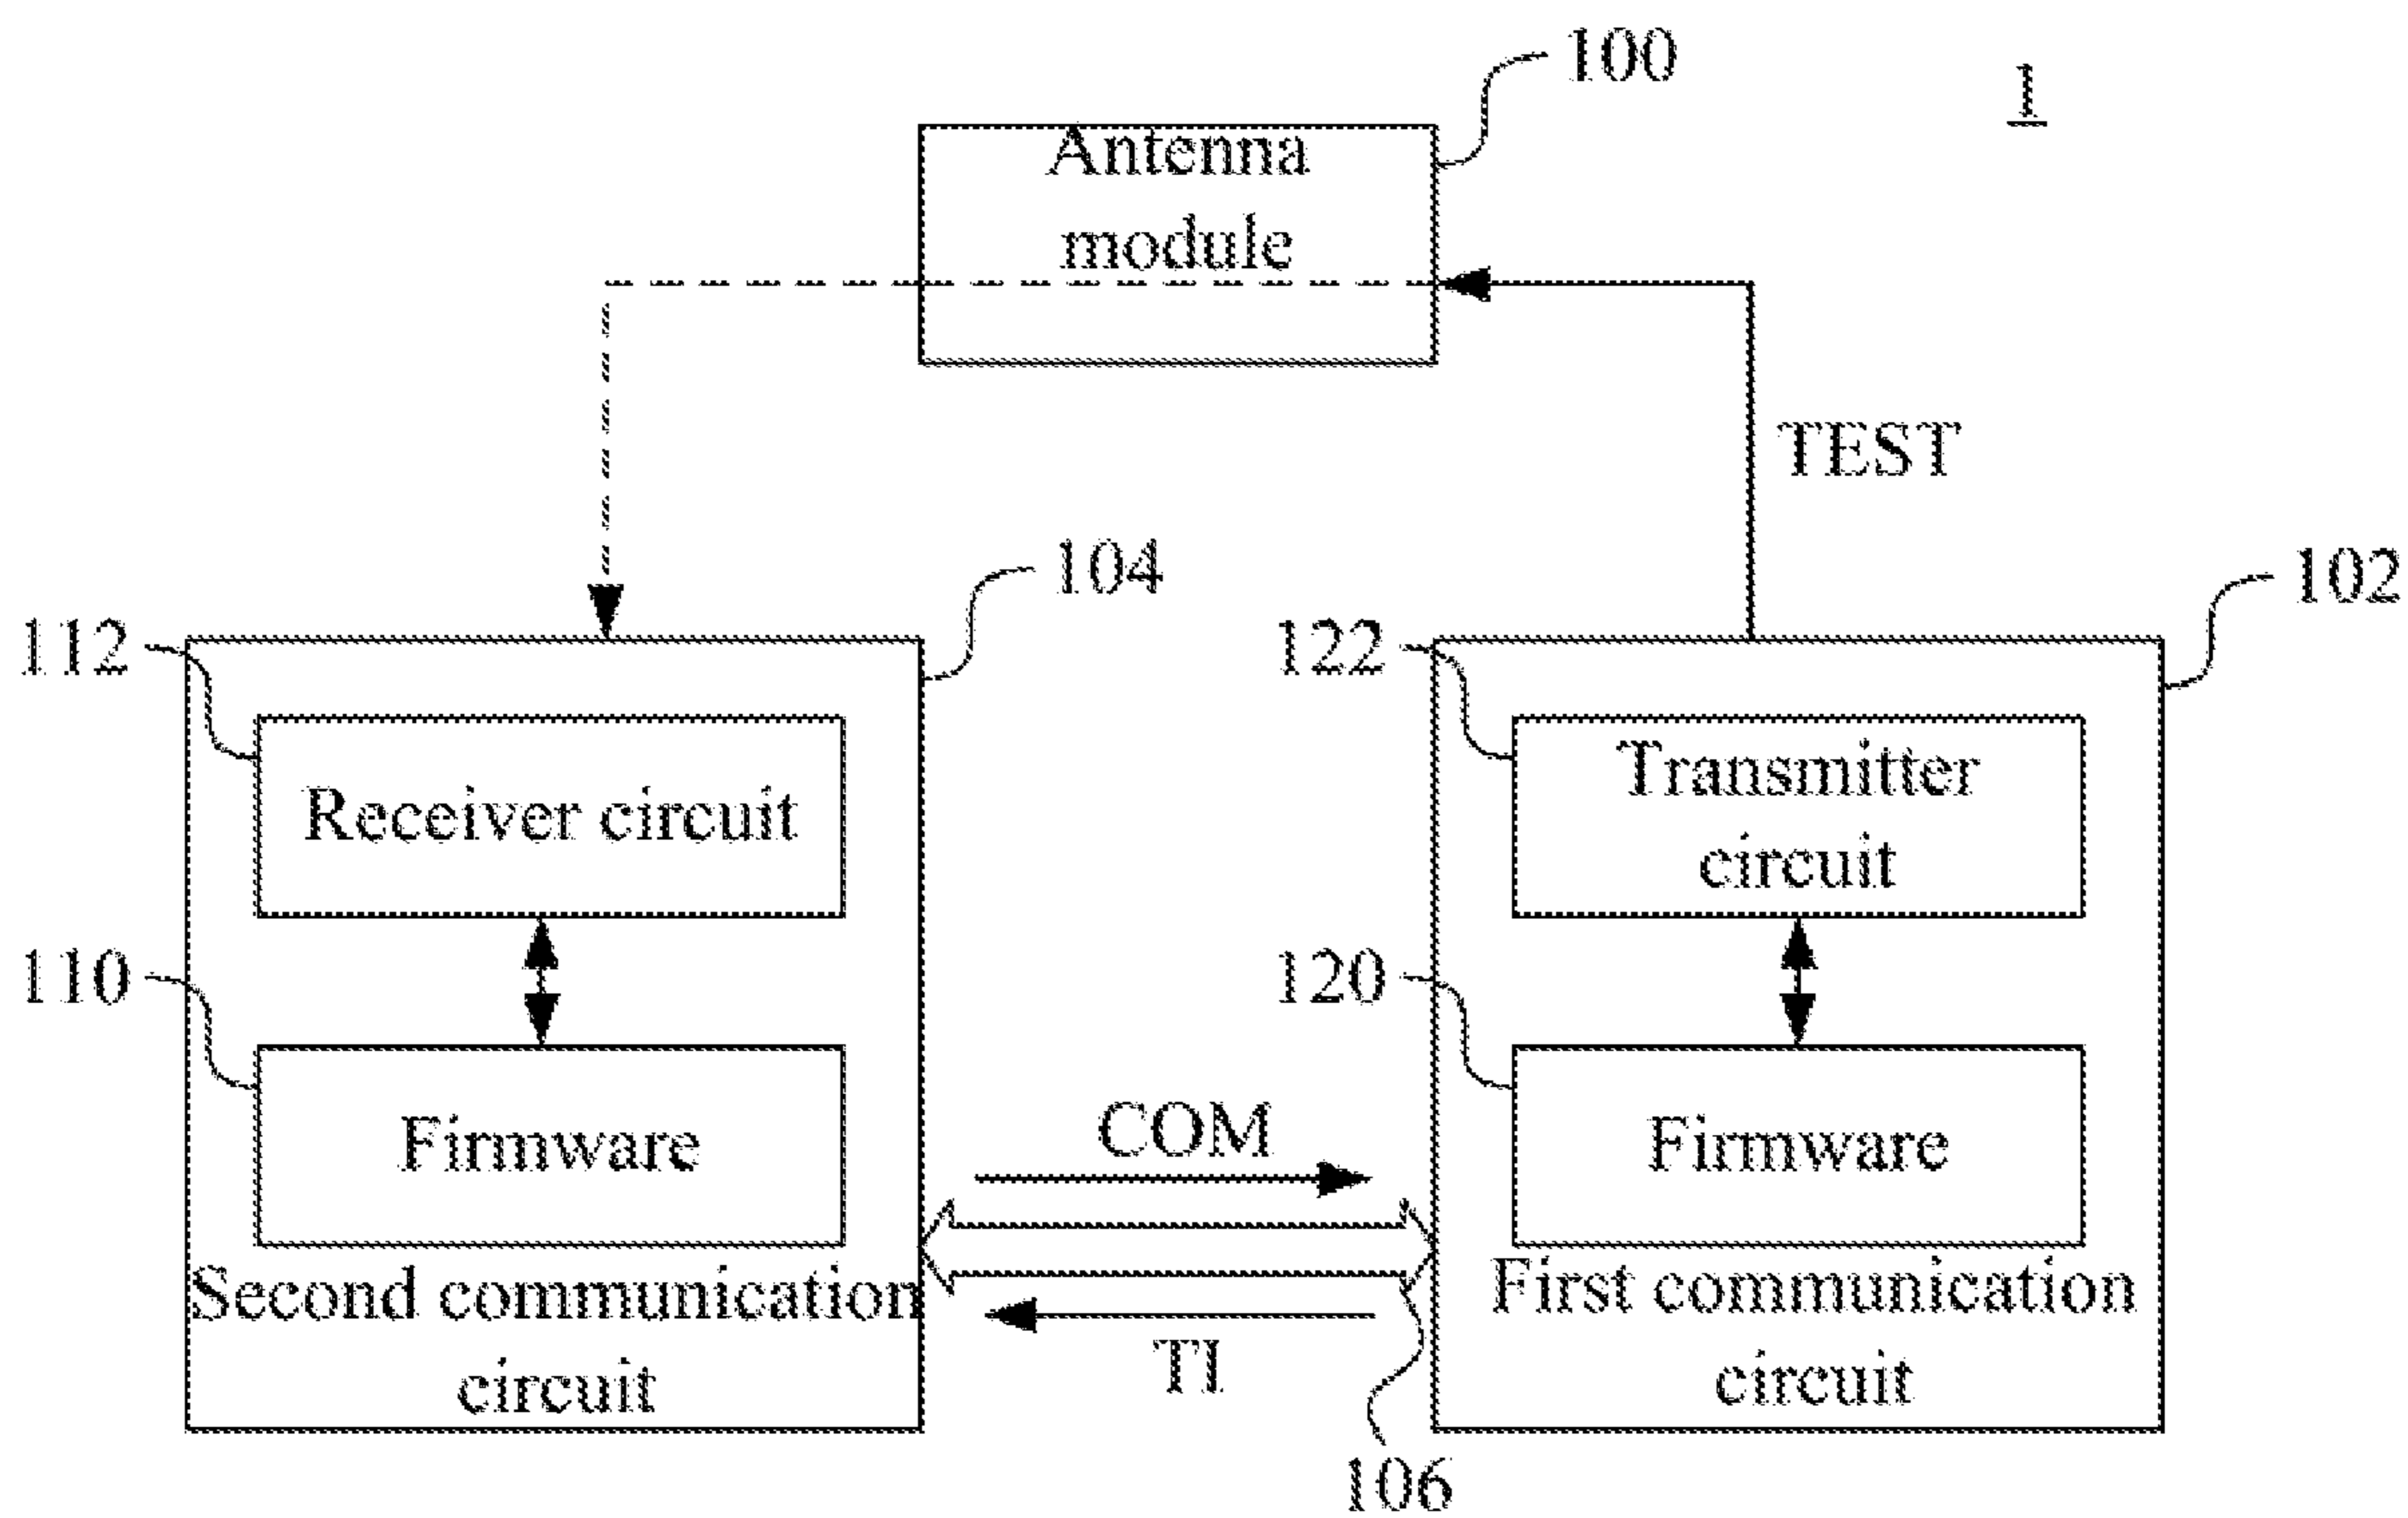 100
1
Antenna
module
TEST
104
102
112
122
Receiver circuit
Transmitter
circuit
110
120
Firmware
COM
Firmware
Second communication
circuit
First communication
circuit
TI
106